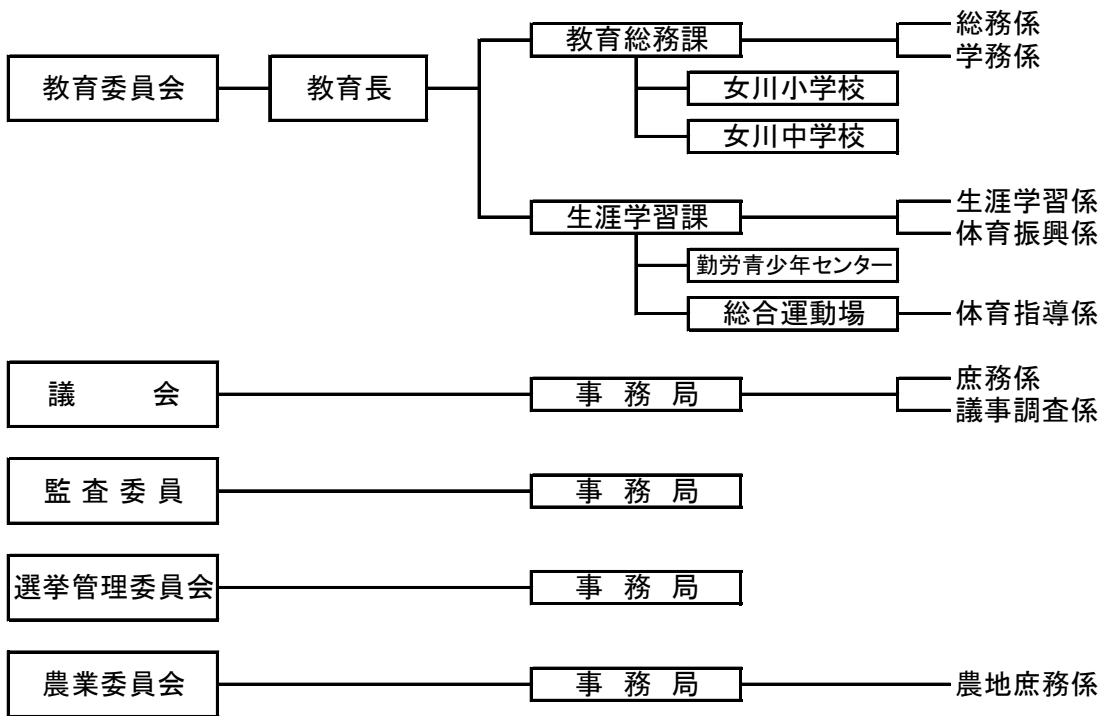 教育委員会
教育長
教育総務課
総務係
学務係
女川小学校
女川中学校
生涯学習課
生涯学習係
体育振興係
勤労青少年センター
総合運動場
体育指導係
議　会
事　務　局
庶務係
議事調査係
監査委員
事　務　局
選挙管理委員会
事　務　局
農業委員会
事　務　局
農地庶務係